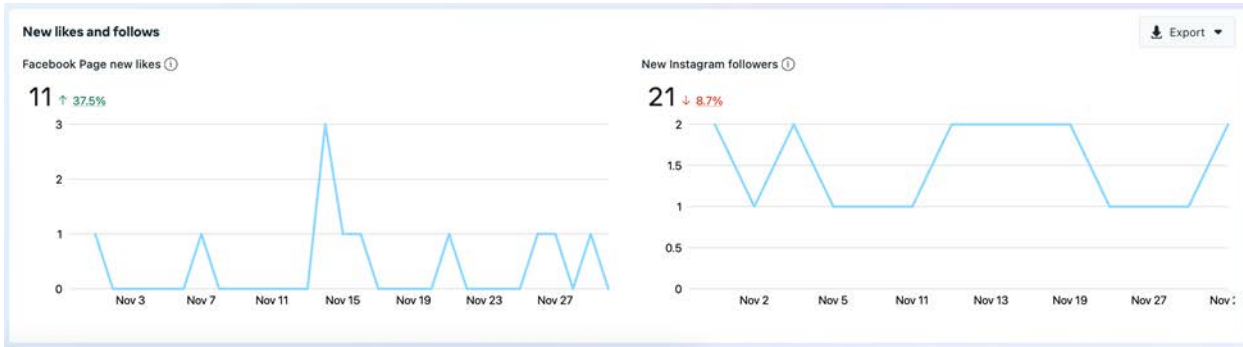 New likes and follows
Export
Facebook Page new likes
11 ↑ 37.5%
3
2
1
0
Nov 3 Nov 7 Nov 11 Nov 15 Nov 19 Nov 23 Nov 27
New Instagram followers
21 ↓ 8.7%
2
1.5
1
0.5
0
Nov 2 Nov 5 Nov 11 Nov 13 Nov 19 Nov 27 Nov